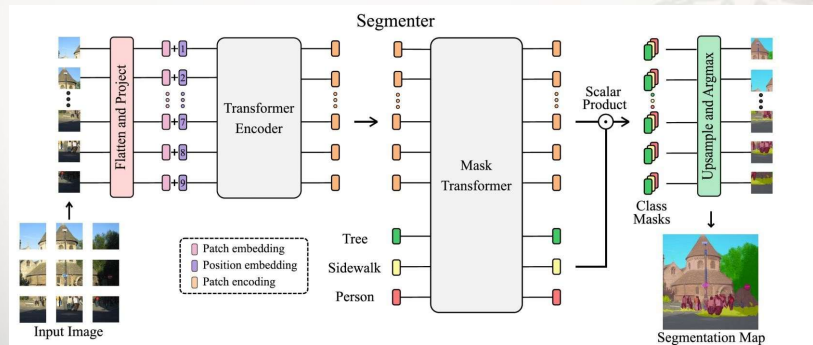 Segmenter
Flatten and Project
+ 1
+ 2
+ 7
+ 8
+ 9
Transformer
Encoder
Mask
Transformer
Scalar
Product
Upsample and Argmax
Class
Masks
Tree
Sidewalk
Person
Patch embedding
Position embedding
Patch encoding
Input Image
Segmentation Map